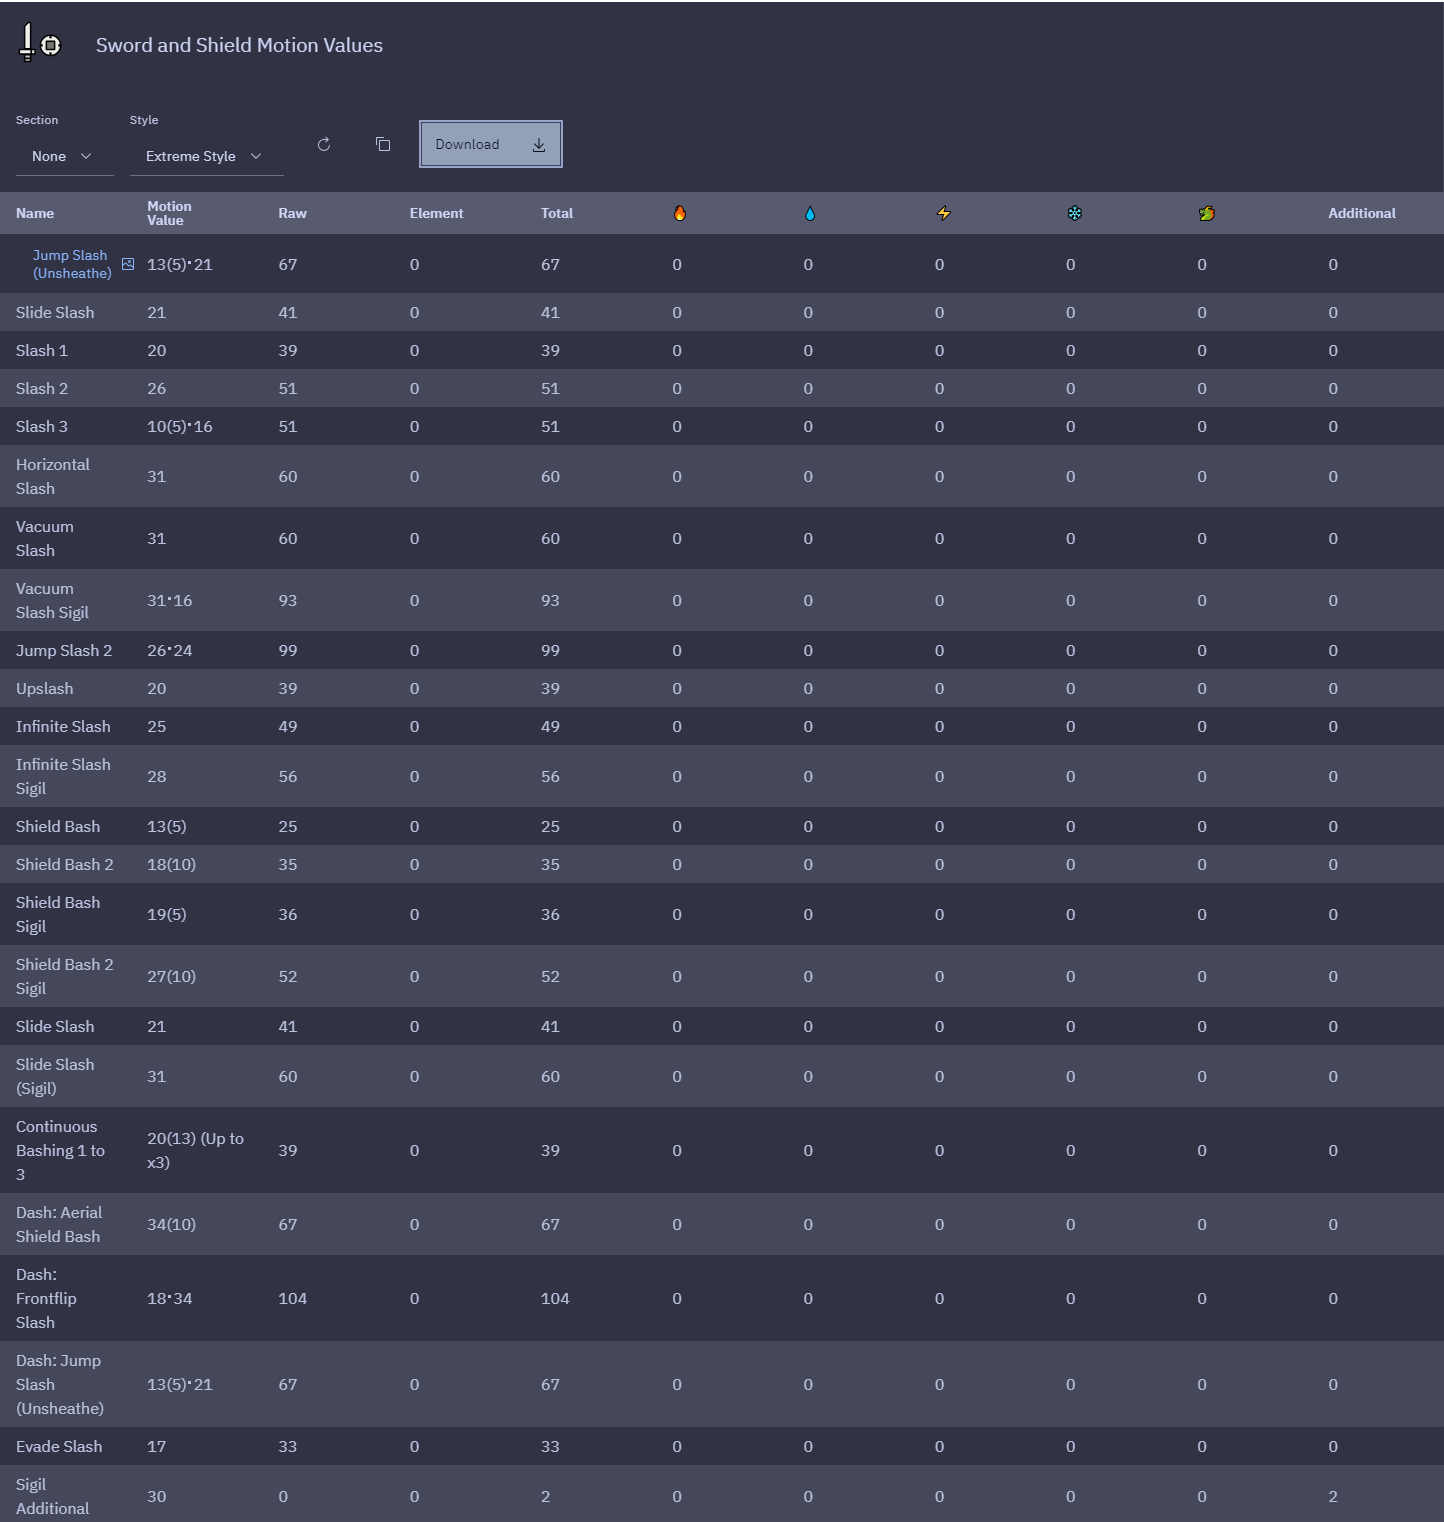 Sword and Shield Motion Values
Section Style
None Extreme Style Download
Name Motion Value Raw Element Total Additional
Jump Slash (Unsheathe) 13(5)･21 67 0 67 0 0 0 0 0 0
Slide Slash 21 41 0 41 0 0 0 0 0 0
Slash 1 20 39 0 39 0 0 0 0 0 0
Slash 2 26 51 0 51 0 0 0 0 0 0
Slash 3 10(5)･16 51 0 51 0 0 0 0 0 0
Horizontal Slash 31 60 0 60 0 0 0 0 0 0
Vacuum Slash 31 60 0 60 0 0 0 0 0 0
Vacuum Slash Sigil 31･16 93 0 93 0 0 0 0 0 0
Jump Slash 2 26･24 99 0 99 0 0 0 0 0 0
Upslash 20 39 0 39 0 0 0 0 0 0
Infinite Slash 25 49 0 49 0 0 0 0 0 0
Infinite Slash Sigil 28 56 0 56 0 0 0 0 0 0
Shield Bash 13(5) 25 0 25 0 0 0 0 0 0
Shield Bash 2 18(10) 35 0 35 0 0 0 0 0 0
Shield Bash Sigil 19(5) 36 0 36 0 0 0 0 0 0
Shield Bash 2 Sigil 27(10) 52 0 52 0 0 0 0 0 0
Slide Slash 21 41 0 41 0 0 0 0 0 0
Slide Slash (Sigil) 31 60 0 60 0 0 0 0 0 0
Continuous Bashing 1 to 3 20(13) (Up to x3) 39 0 39 0 0 0 0 0 0
Dash: Aerial Shield Bash 34(10) 67 0 67 0 0 0 0 0 0
Dash: Frontflip Slash 18･34 104 0 104 0 0 0 0 0 0
Dash: Jump Slash (Unsheathe) 13(5)･21 67 0 67 0 0 0 0 0 0
Evade Slash 17 33 0 33 0 0 0 0 0 0
Sigil Additional 30 0 0 2 0 0 0 0 0 2